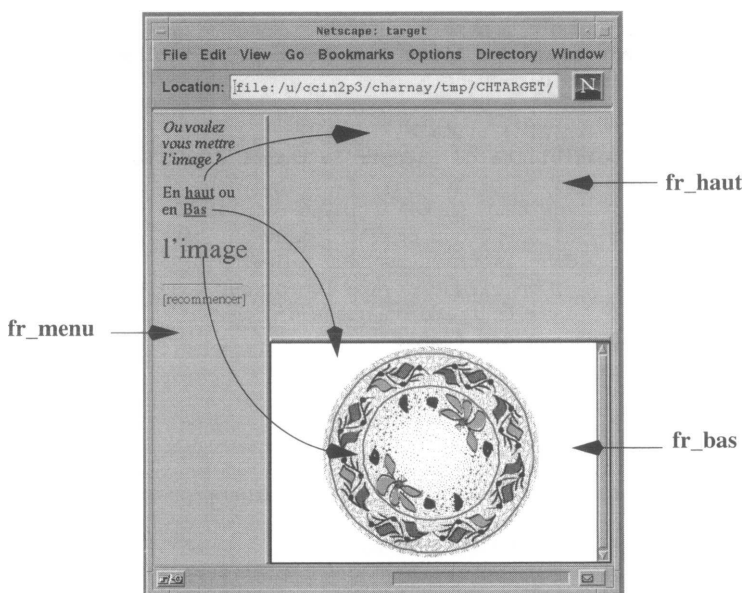 Netscape: target
File Edit View Go Bookmarks Options Directory Window
Location: file:/u/ccin2p3/charnay/tmp/CHTARGET/
N
Ou voulez
vous mettre
l'image ?
En haut ou
en Bas
l'image
[recommencer]
fr_haut
fr_menu
fr_bas